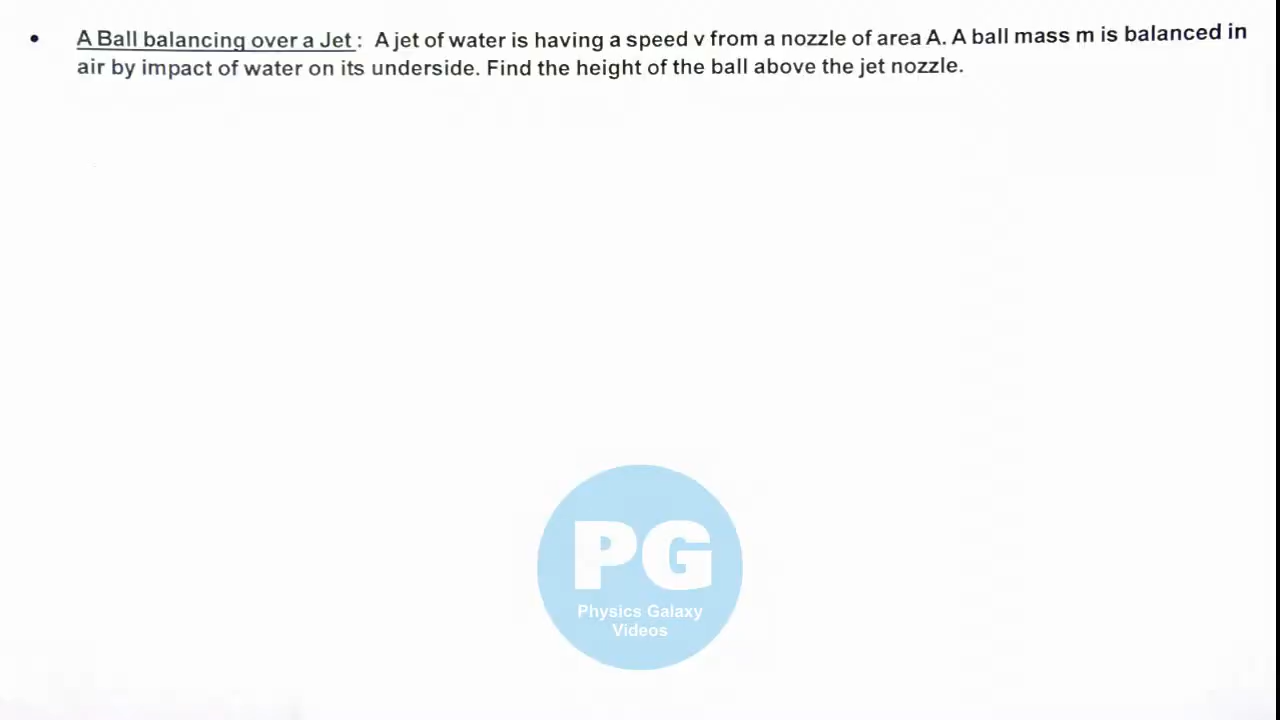 • A Ball balancing over a Jet : A jet of water is having a speed v from a nozzle of area A. A ball mass m is balanced in
air by impact of water on its underside. Find the height of the ball above the jet nozzle.
PG
Physics Galaxy
Videos